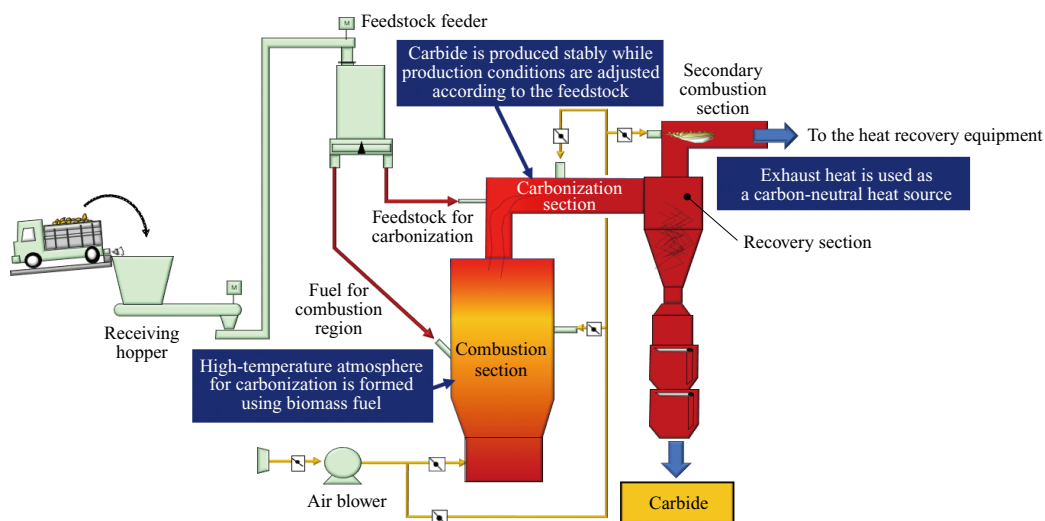 M
Feedstock feeder
Carbide is produced stably while
production conditions are adjusted
according to the feedstock
Secondary
combustion
section
To the heat recovery equipment
Exhaust heat is used as
a carbon-neutral heat source
Carbonization
section
Feedstock for
carbonization
Recovery section
M
Fuel for
combustion
region
Receiving
hopper
Combustion
section
High-temperature atmosphere
for carbonization is formed
using biomass fuel
Air blower
Carbide